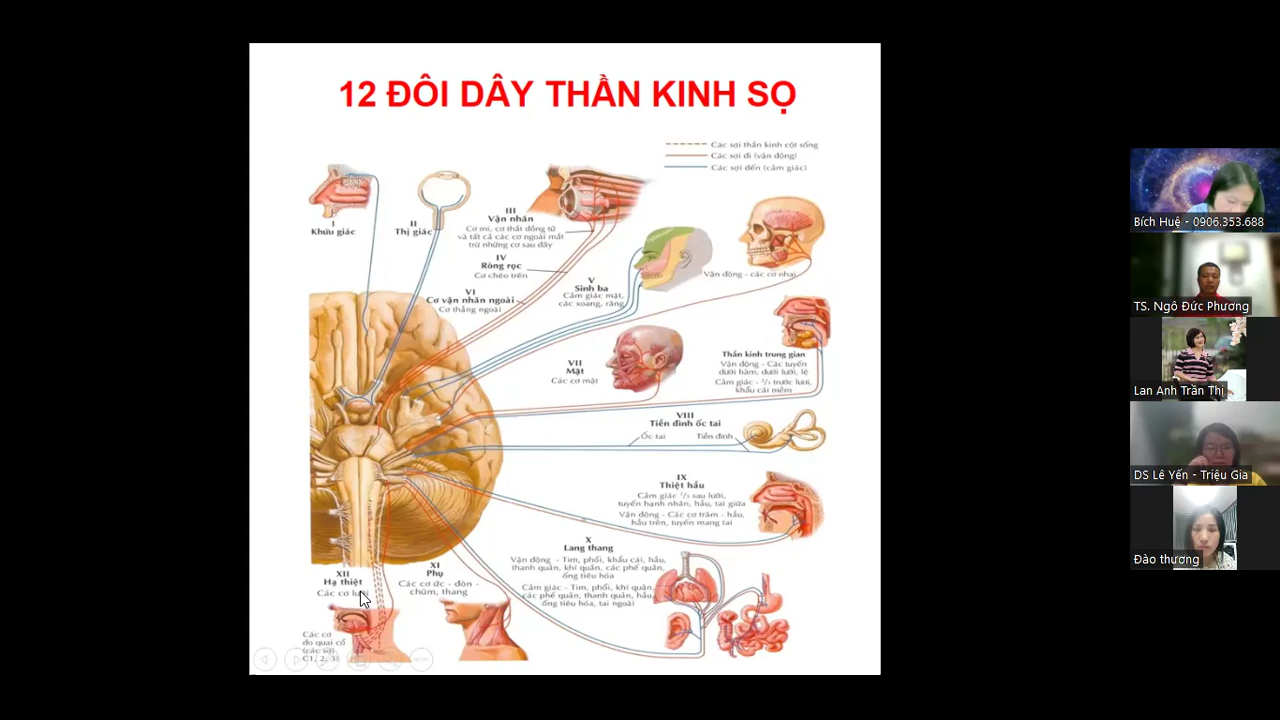 12 ĐÔI DÂY THẦN KINH SỌ
Các sợi thần kinh cột sống
Các sợi đi (vận động)
Các sợi đến (cảm giác)
I
Khứu giác
II
Thị giác
III
Vận nhãn
Cơ mi, cơ thắt đồng tử
và tất cả các cơ ngoài mắt
trừ những cơ sau đây
IV
Ròng rọc
Cơ chéo trên
VI
Cơ vận nhãn ngoài
Cơ thẳng ngoài
V
Sinh ba
Cảm giác mặt,
các xoang, răng
Vận động - các cơ nhai
VII
Mặt
Các cơ mặt
Thần kinh trung gian
Vận động - Các tuyến
dưới hàm, dưới lưỡi, lệ
Cảm giác - ²/₃ trước lưỡi,
khẩu cái mềm
VIII
Tiền đình ốc tai
Ốc tai
Tiền đình
IX
Thiệt hầu
Cảm giác ¹/₃ sau lưỡi,
tuyến hạnh nhân, hầu, tai giữa
Vận động - Các cơ trâm - hầu,
hầu trên, tuyến mang tai
X
Lang thang
Vận động - Tim, phổi, khẩu cái, hầu,
thanh quản, khí quản, các phế quản,
ống tiêu hóa
Cảm giác - Tim, phổi, khí quản,
các phế quản, thanh quản, hầu,
ống tiêu hóa, tai ngoài
XI
Phụ
Các cơ ức - đòn -
chũm, thang
XII
Hạ thiệt
Các cơ lưỡi
Các cơ
do quai cổ
(các sợi
C1, 2, 3)
Bích Huệ - 0906.353.688
TS. Ngô Đức Phương
Lan Anh Trần Thị
DS Lê Yến - Triệu Gia
Đào thương